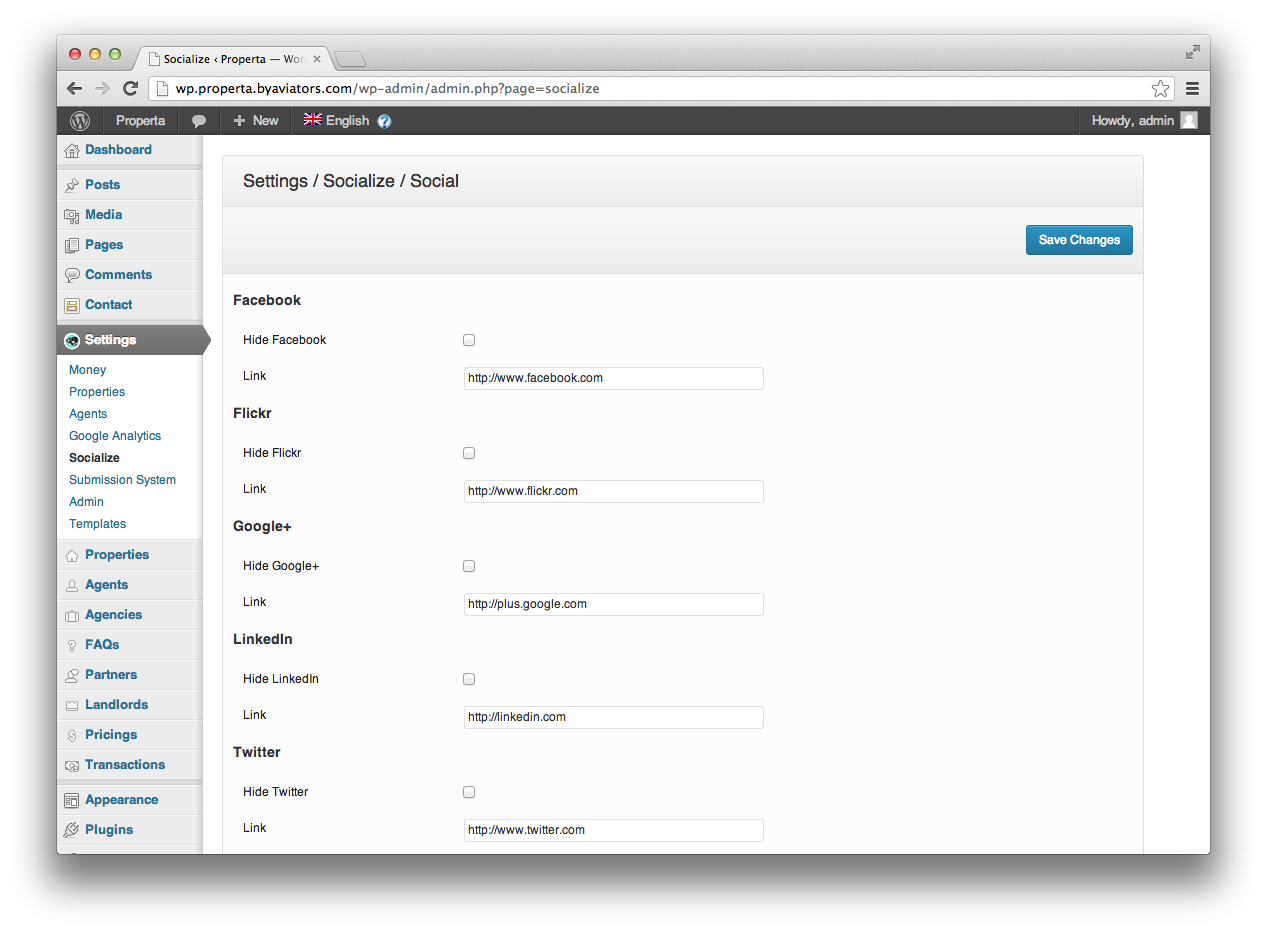 Socialize ‹ Properta — Wor
wp.properta.byaviators.com/wp-admin/admin.php?page=socialize
Properta
New
English
Howdy, admin
Dashboard
Posts
Media
Pages
Comments
Contact
Settings
Money
Properties
Agents
Google Analytics
Socialize
Submission System
Admin
Templates
Properties
Agents
Agencies
FAQs
Partners
Landlords
Pricings
Transactions
Appearance
Plugins
Settings / Socialize / Social
Save Changes
Facebook
Hide Facebook
Link http://www.facebook.com
Flickr
Hide Flickr
Link http://www.flickr.com
Google+
Hide Google+
Link http://plus.google.com
LinkedIn
Hide LinkedIn
Link http://linkedin.com
Twitter
Hide Twitter
Link http://www.twitter.com